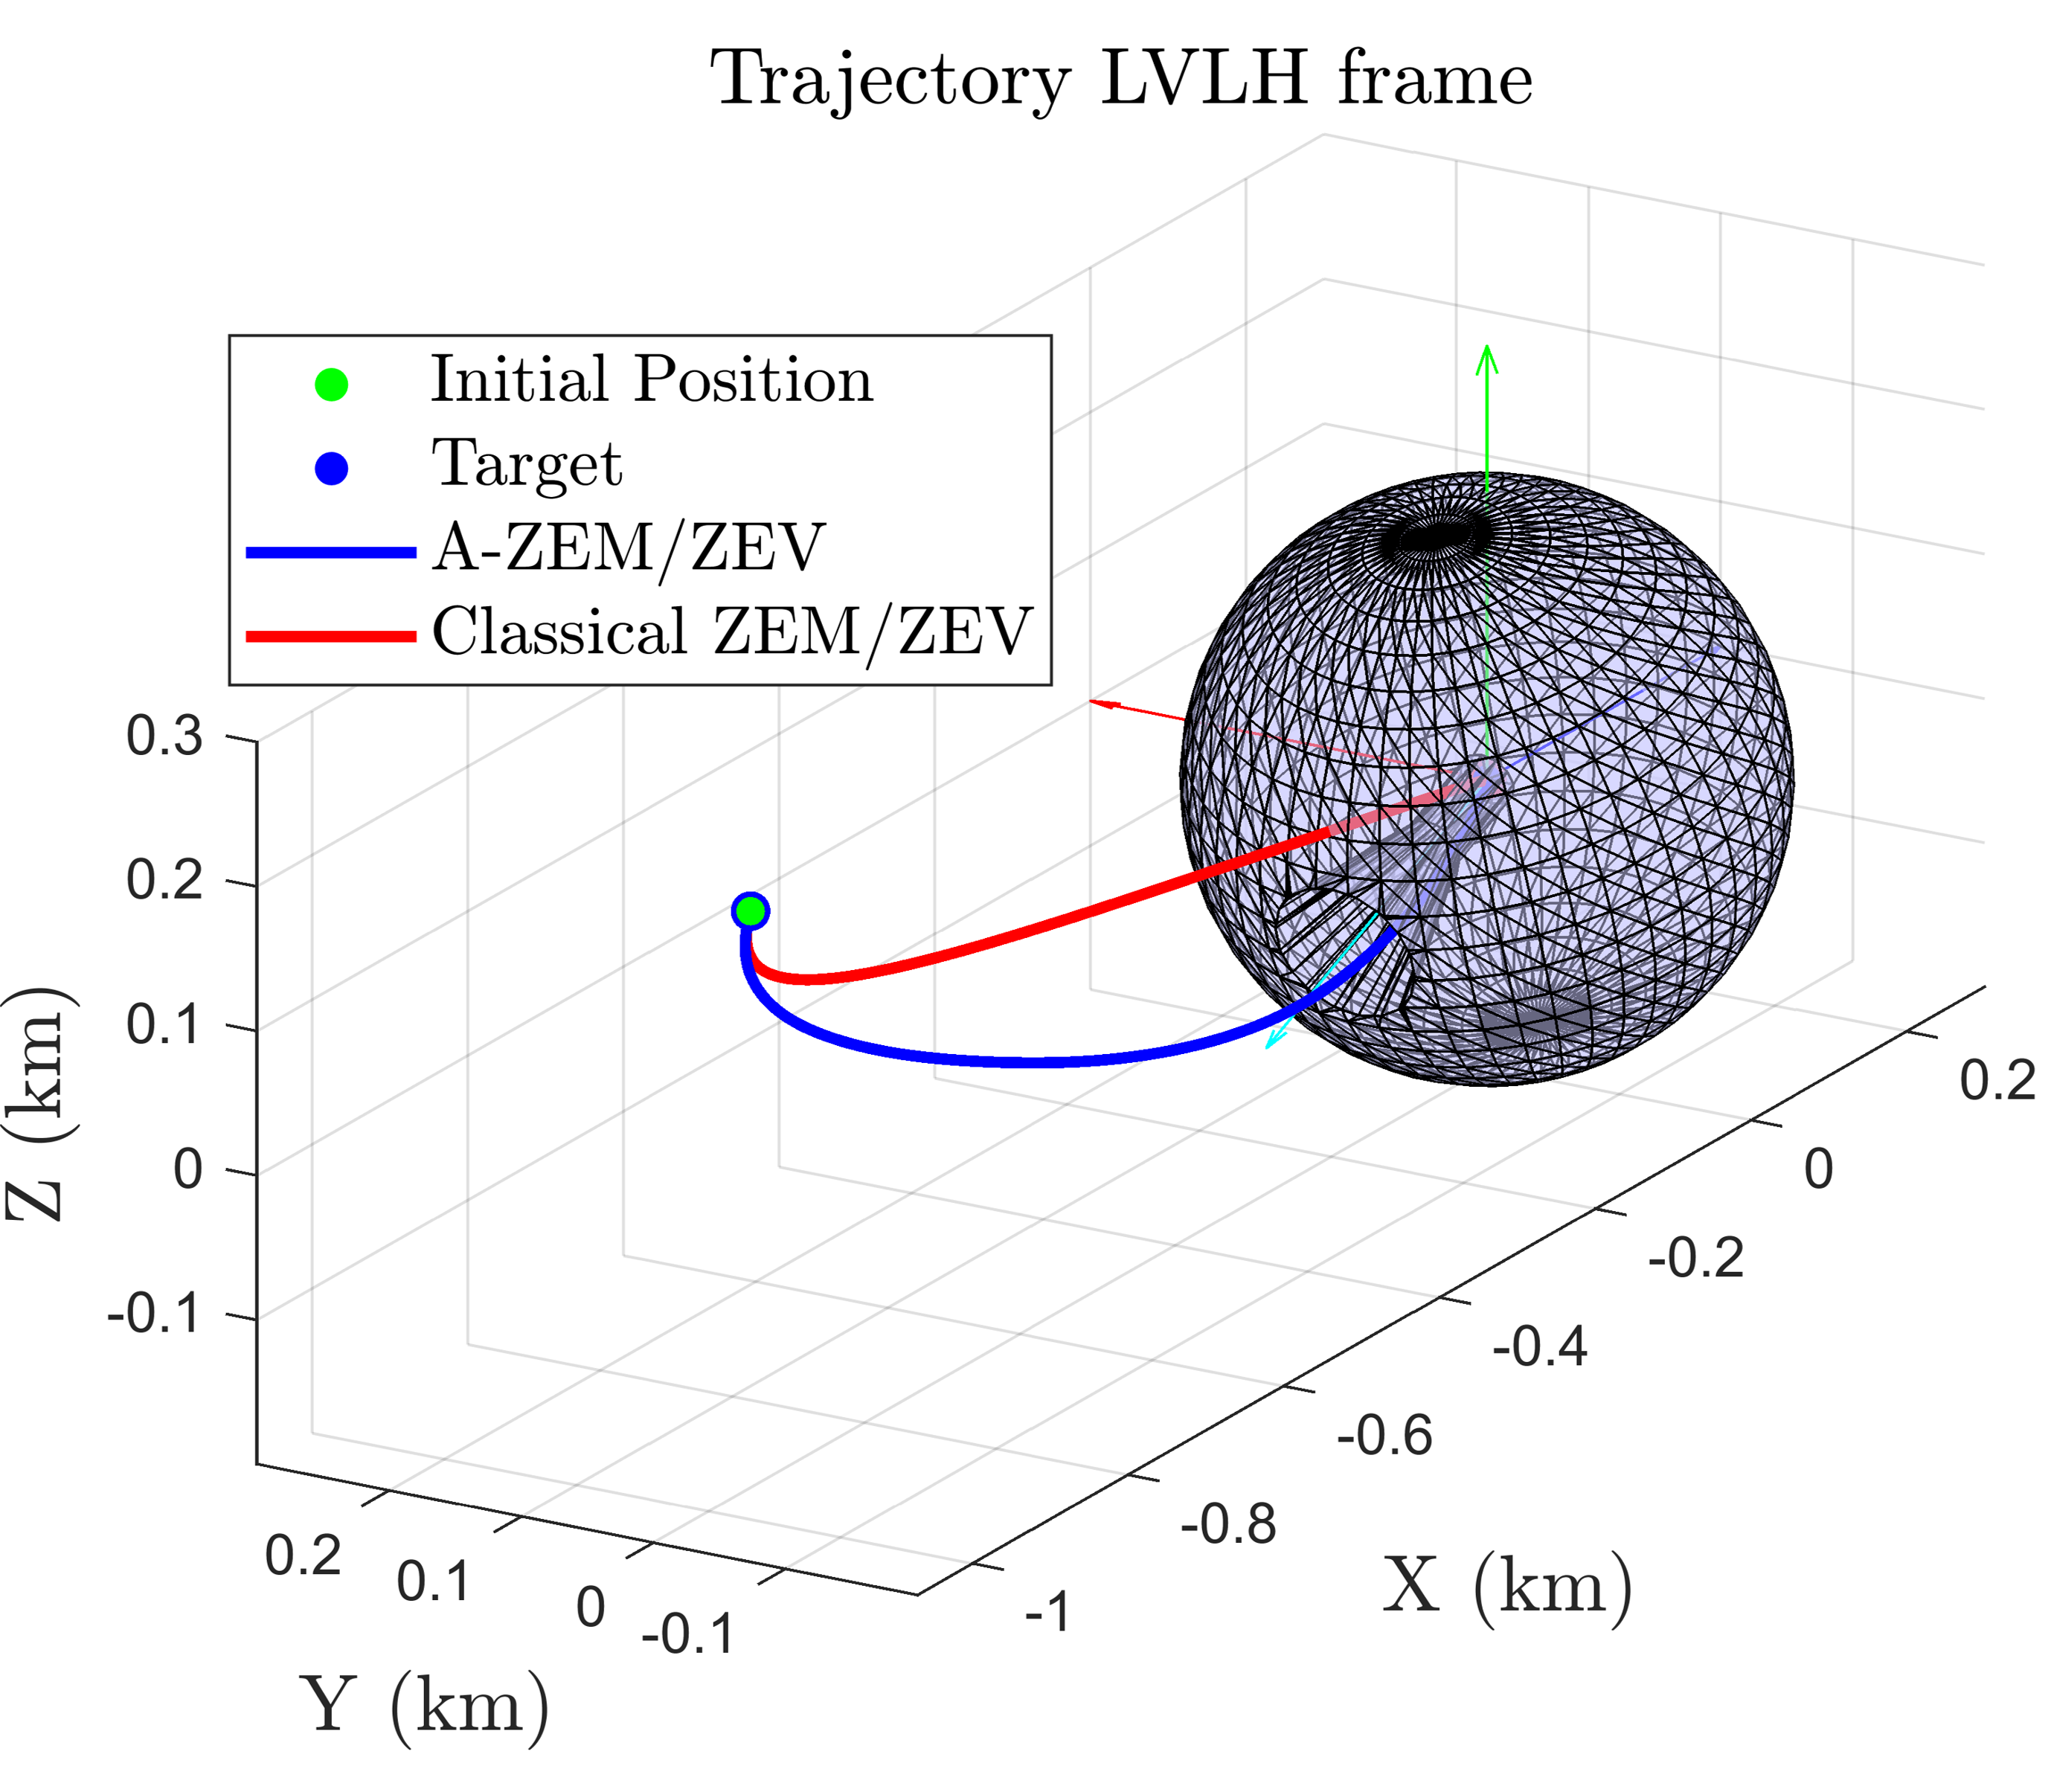 Trajectory LVLH frame
Initial Position
Target
A-ZEM/ZEV
Classical ZEM/ZEV
0.3
0.2
0.1
0
-0.1
Z (km)
0.2
0.1
0
-0.1
Y (km)
-1
-0.8
-0.6
-0.4
-0.2
0
0.2
X (km)